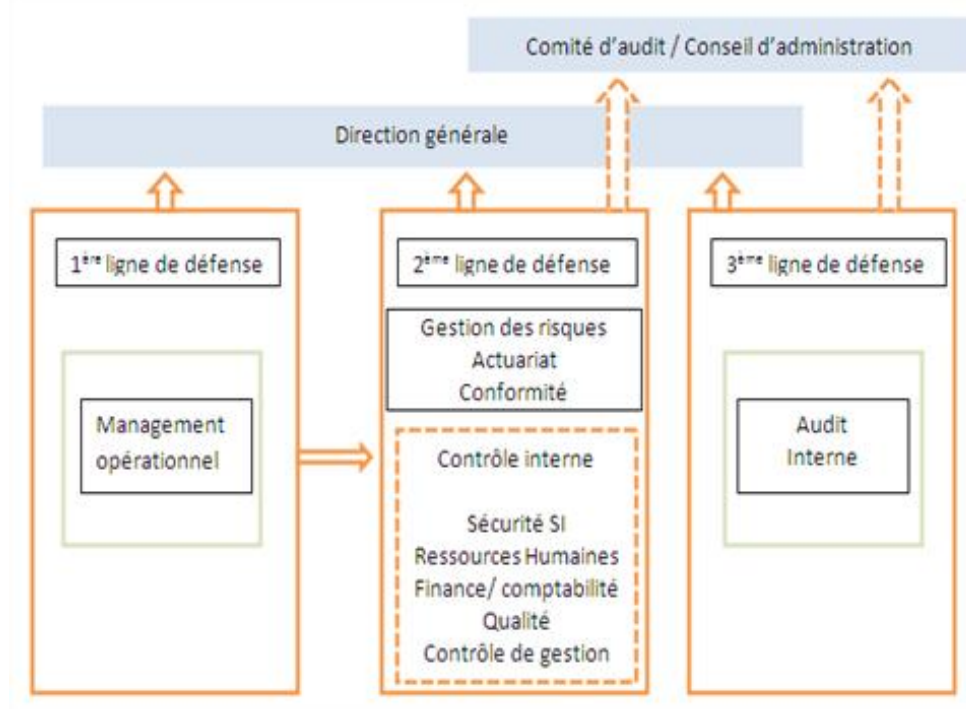 Comité d'audit / Conseil d'administration
Direction générale
1ère ligne de défense
Management
opérationnel
2ème ligne de défense
Gestion des risques
Actuariat
Conformité
Contrôle interne
Sécurité SI
Ressources Humaines
Finance/ comptabilité
Qualité
Contrôle de gestion
3ème ligne de défense
Audit
Interne